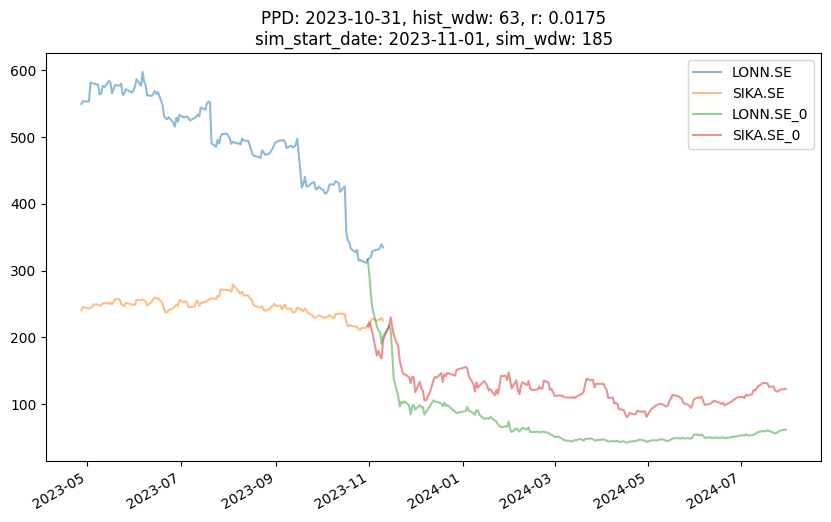 PPD: 2023-10-31, hist_wdw: 63, r: 0.0175
sim_start_date: 2023-11-01, sim_wdw: 185
LONN.SE
SIKA.SE
LONN.SE_0
SIKA.SE_0
600
500
400
300
200
100
2023-05
2023-07
2023-09
2023-11
2024-01
2024-03
2024-05
2024-07